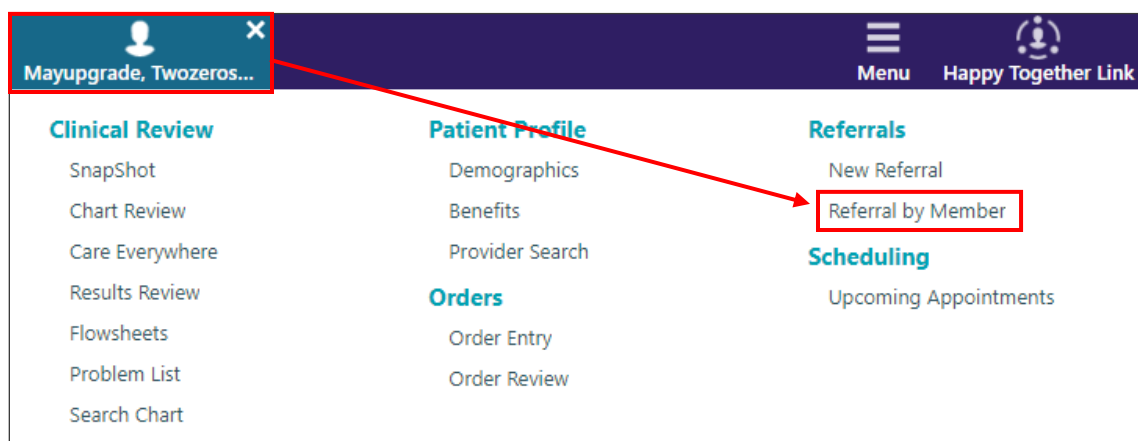 Mayupgrade, Twozeros...
Menu
Happy Together Link
Clinical Review
SnapShot
Chart Review
Care Everywhere
Results Review
Flowsheets
Problem List
Search Chart
Patient Profile
Demographics
Benefits
Provider Search
Orders
Order Entry
Order Review
Referrals
New Referral
Referral by Member
Scheduling
Upcoming Appointments